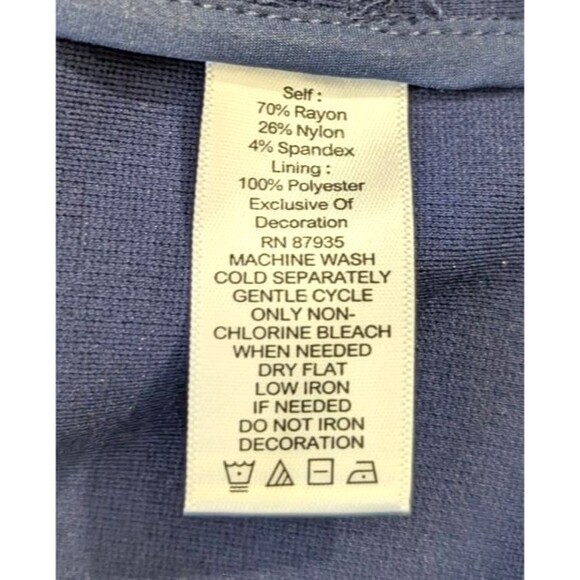 Self :
70% Rayon
26% Nylon
4% Spandex
Lining :
100% Polyester
Exclusive Of
Decoration
RN 87935
MACHINE WASH
COLD SEPARATELY
GENTLE CYCLE
ONLY NON-
CHLORINE BLEACH
WHEN NEEDED
DRY FLAT
LOW IRON
IF NEEDED
DO NOT IRON
DECORATION